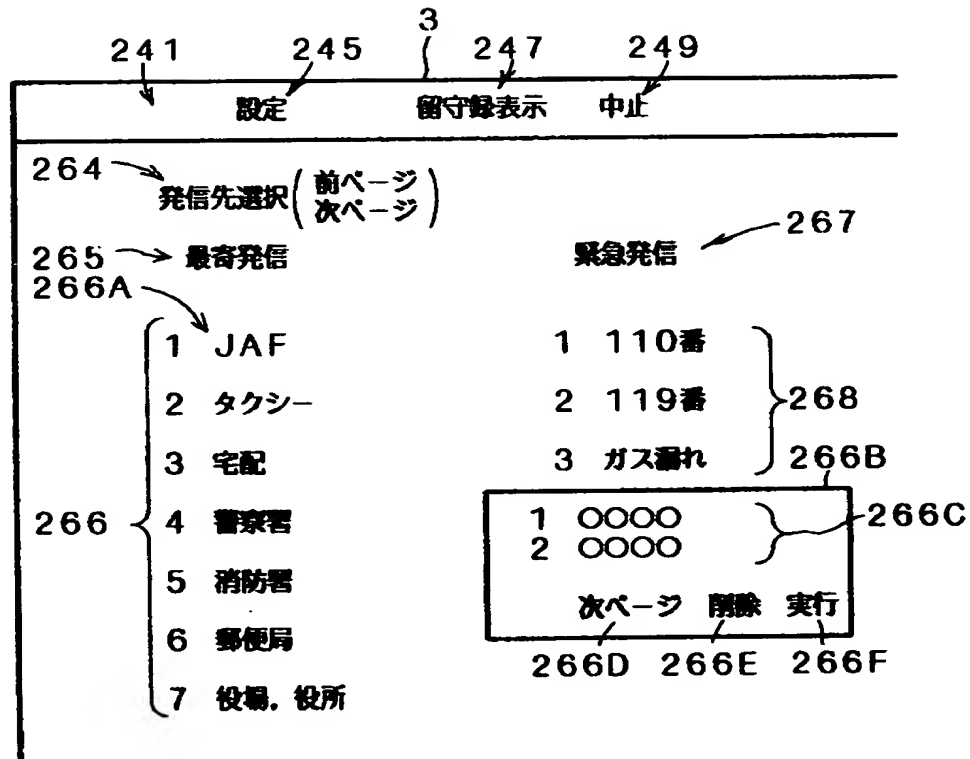 3
241 245 247 249
設定 留守録表示 中止
264
発信先選択(前ページ
次ページ)
267
265 最寄発信 緊急発信
266A
1 JAF 1 110番
2 タクシー 2 119番 268
3 宅配 3 ガス漏れ 266B
266 4 警察署 1 〇〇〇〇 266C
2 〇〇〇〇
5 消防署 次ページ 削除 実行
6 郵便局
266D 266E 266F
7 役場,役所